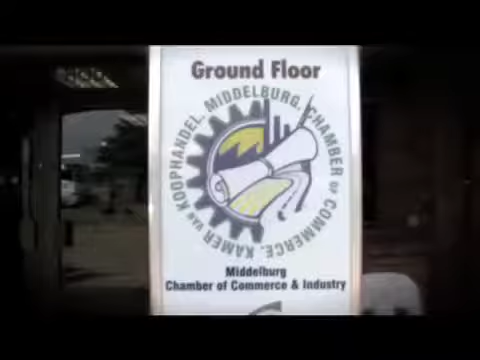 Ground Floor
KAMER VAN KOOPHANDEL. MIDDELBURG. CHAMBER OF COMMERCE.
Middelburg
Chamber of Commerce & Industry